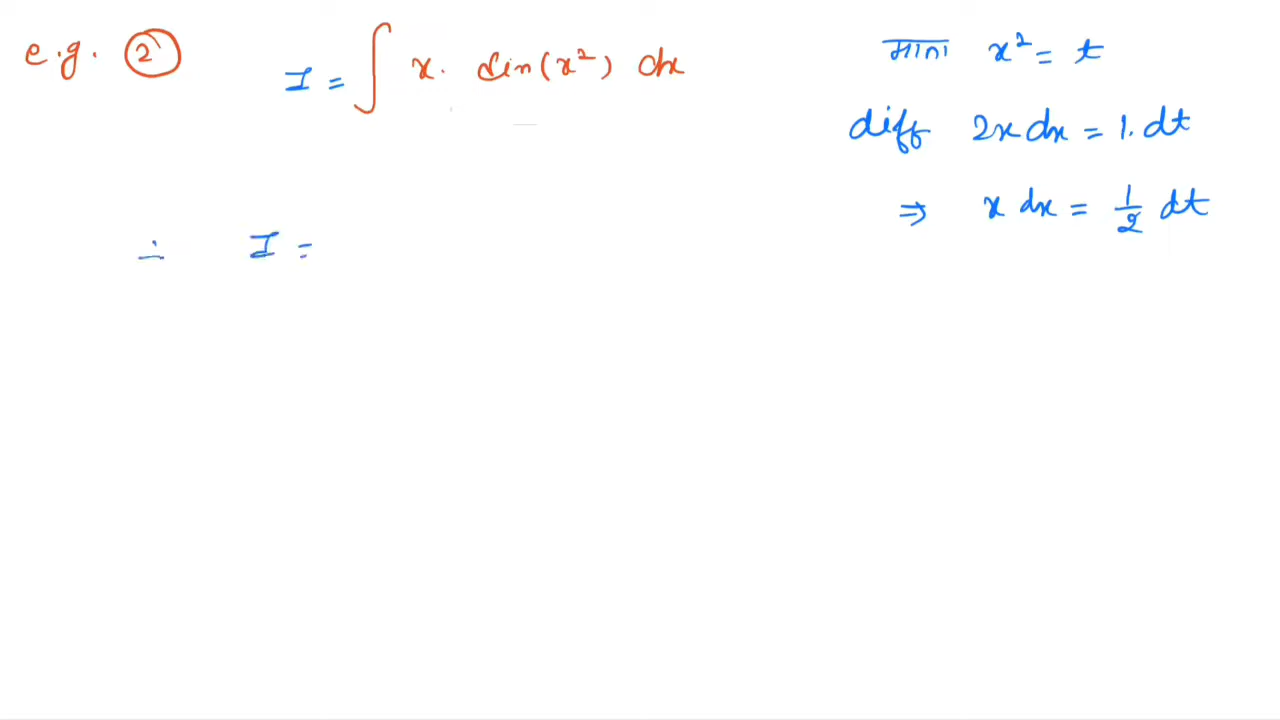 e.g. ② I = ∫ x. sin(x²) dx
माना x² = t
diff 2x dx = 1. dt
⇒ x dx = 1/2 dt
∴ I =